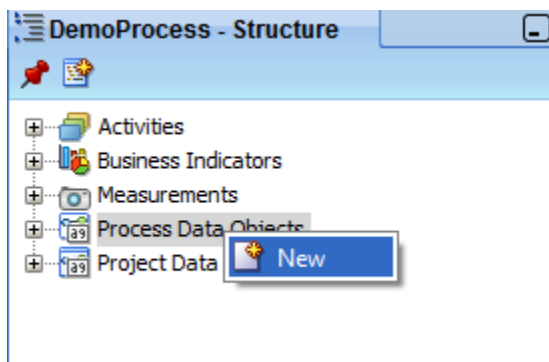 DemoProcess - Structure
Activities
Business Indicators
Measurements
Process Data Objects
New
Project Data